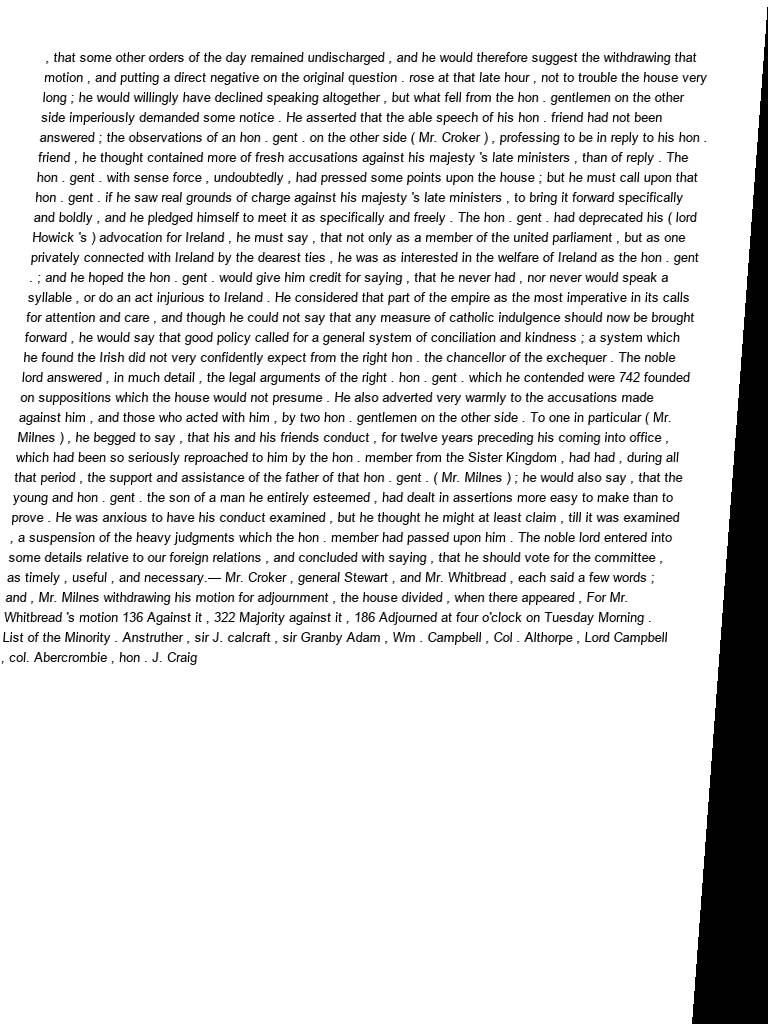 , that some other orders of the day remained undischarged , and he would therefore suggest the withdrawing that
motion , and putting a direct negative on the original question . rose at that late hour , not to trouble the house very
long ; he would willingly have declined speaking altogether , but what fell from the hon . gentlemen on the other
side imperiously demanded some notice . He asserted that the able speech of his hon . friend had not been
answered ; the observations of an hon . gent . on the other side ( Mr. Croker ) , professing to be in reply to his hon .
friend , he thought contained more of fresh accusations against his majesty 's late ministers , than of reply . The
hon . gent . with sense force , undoubtedly , had pressed some points upon the house ; but he must call upon that
hon . gent . if he saw real grounds of charge against his majesty 's late ministers , to bring it forward specifically
and boldly , and he pledged himself to meet it as specifically and freely . The hon . gent . had deprecated his ( lord
Howick 's ) advocation for Ireland , he must say , that not only as a member of the united parliament , but as one
privately connected with Ireland by the dearest ties , he was as interested in the welfare of Ireland as the hon . gent
. ; and he hoped the hon . gent . would give him credit for saying , that he never had , nor never would speak a
syllable , or do an act injurious to Ireland . He considered that part of the empire as the most imperative in its calls
for attention and care , and though he could not say that any measure of catholic indulgence should now be brought
forward , he would say that good policy called for a general system of conciliation and kindness ; a system which
he found the Irish did not very confidently expect from the right hon . the chancellor of the exchequer . The noble
lord answered , in much detail , the legal arguments of the right . hon . gent . which he contended were 742 founded
on suppositions which the house would not presume . He also adverted very warmly to the accusations made
against him , and those who acted with him , by two hon . gentlemen on the other side . To one in particular ( Mr.
Milnes ) , he begged to say , that his and his friends conduct , for twelve years preceding his coming into office ,
which had been so seriously reproached to him by the hon . member from the Sister Kingdom , had had , during all
that period , the support and assistance of the father of that hon . gent . ( Mr. Milnes ) ; he would also say , that the
young and hon . gent . the son of a man he entirely esteemed , had dealt in assertions more easy to make than to
prove . He was anxious to have his conduct examined , but he thought he might at least claim , till it was examined
, a suspension of the heavy judgments which the hon . member had passed upon him . The noble lord entered into
some details relative to our foreign relations , and concluded with saying , that he should vote for the committee ,
as timely , useful , and necessary.— Mr. Croker , general Stewart , and Mr. Whitbread , each said a few words ;
and , Mr. Milnes withdrawing his motion for adjournment , the house divided , when there appeared , For Mr.
Whitbread 's motion 136 Against it , 322 Majority against it , 186 Adjourned at four o'clock on Tuesday Morning .
List of the Minority . Anstruther , sir J. calcraft , sir Granby Adam , Wm . Campbell , Col . Althorpe , Lord Campbell
, col. Abercrombie , hon . J. Craig